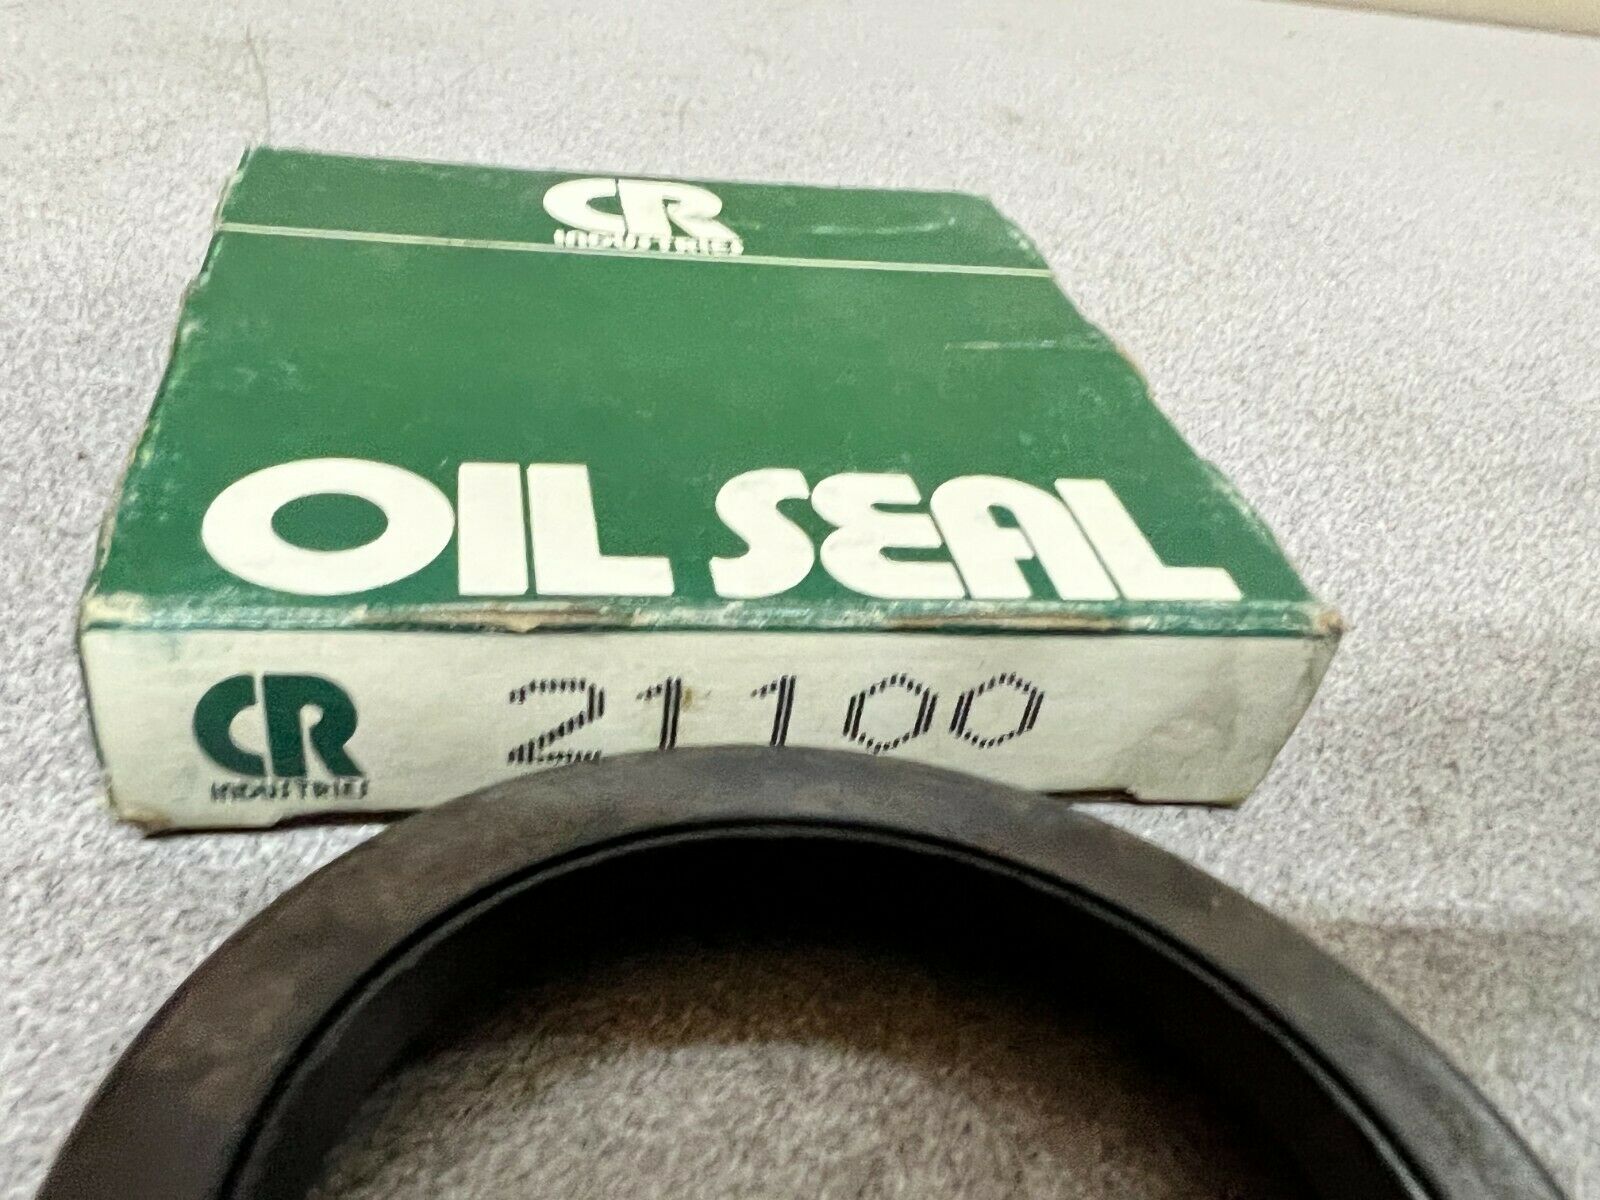 CR
INDUSTRIES
OIL SEAL
CR
INDUSTRIES
21100